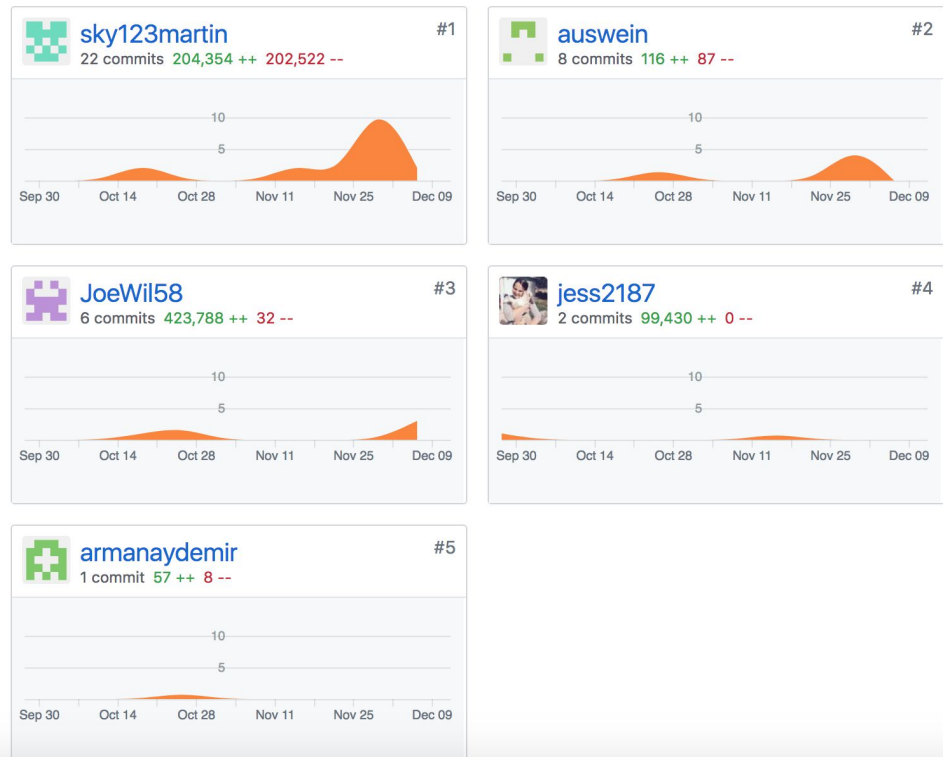 sky123martin #1
22 commits 204,354 ++ 202,522 --
10
5
Sep 30 Oct 14 Oct 28 Nov 11 Nov 25 Dec 09
auswein #2
8 commits 116 ++ 87 --
10
5
Sep 30 Oct 14 Oct 28 Nov 11 Nov 25 Dec 09
JoeWil58 #3
6 commits 423,788 ++ 32 --
10
5
Sep 30 Oct 14 Oct 28 Nov 11 Nov 25 Dec 09
jess2187 #4
2 commits 99,430 ++ 0 --
10
5
Sep 30 Oct 14 Oct 28 Nov 11 Nov 25 Dec 09
armanaydemir #5
1 commit 57 ++ 8 --
10
5
Sep 30 Oct 14 Oct 28 Nov 11 Nov 25 Dec 09